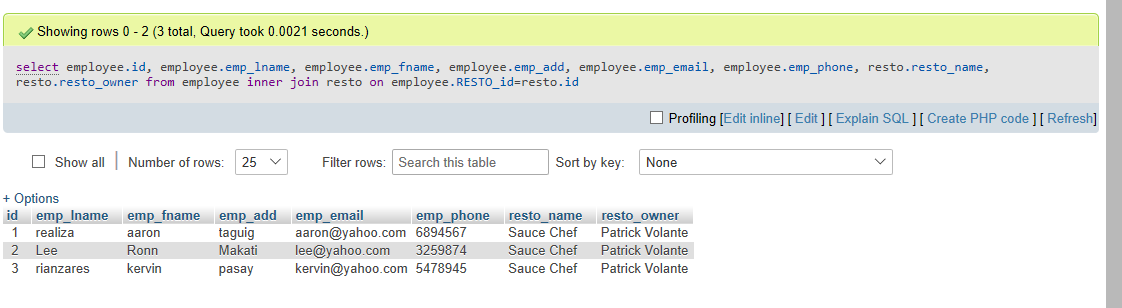 Showing rows 0 - 2 (3 total, Query took 0.0021 seconds.)
select employee.id, employee.emp_lname, employee.emp_fname, employee.emp_add, employee.emp_email, employee.emp_phone, resto.resto_name,
resto.resto_owner from employee inner join resto on employee.RESTO_id=resto.id
Profiling [Edit inline] [ Edit ] [ Explain SQL ] [ Create PHP code ] [ Refresh]
Show all | Number of rows: 25 Filter rows: Search this table Sort by key: None
+ Options
id emp_lname emp_fname emp_add emp_email emp_phone resto_name resto_owner
1 realiza aaron taguig aaron@yahoo.com 6894567 Sauce Chef Patrick Volante
2 Lee Ronn Makati lee@yahoo.com 3259874 Sauce Chef Patrick Volante
3 rianzares kervin pasay kervin@yahoo.com 5478945 Sauce Chef Patrick Volante